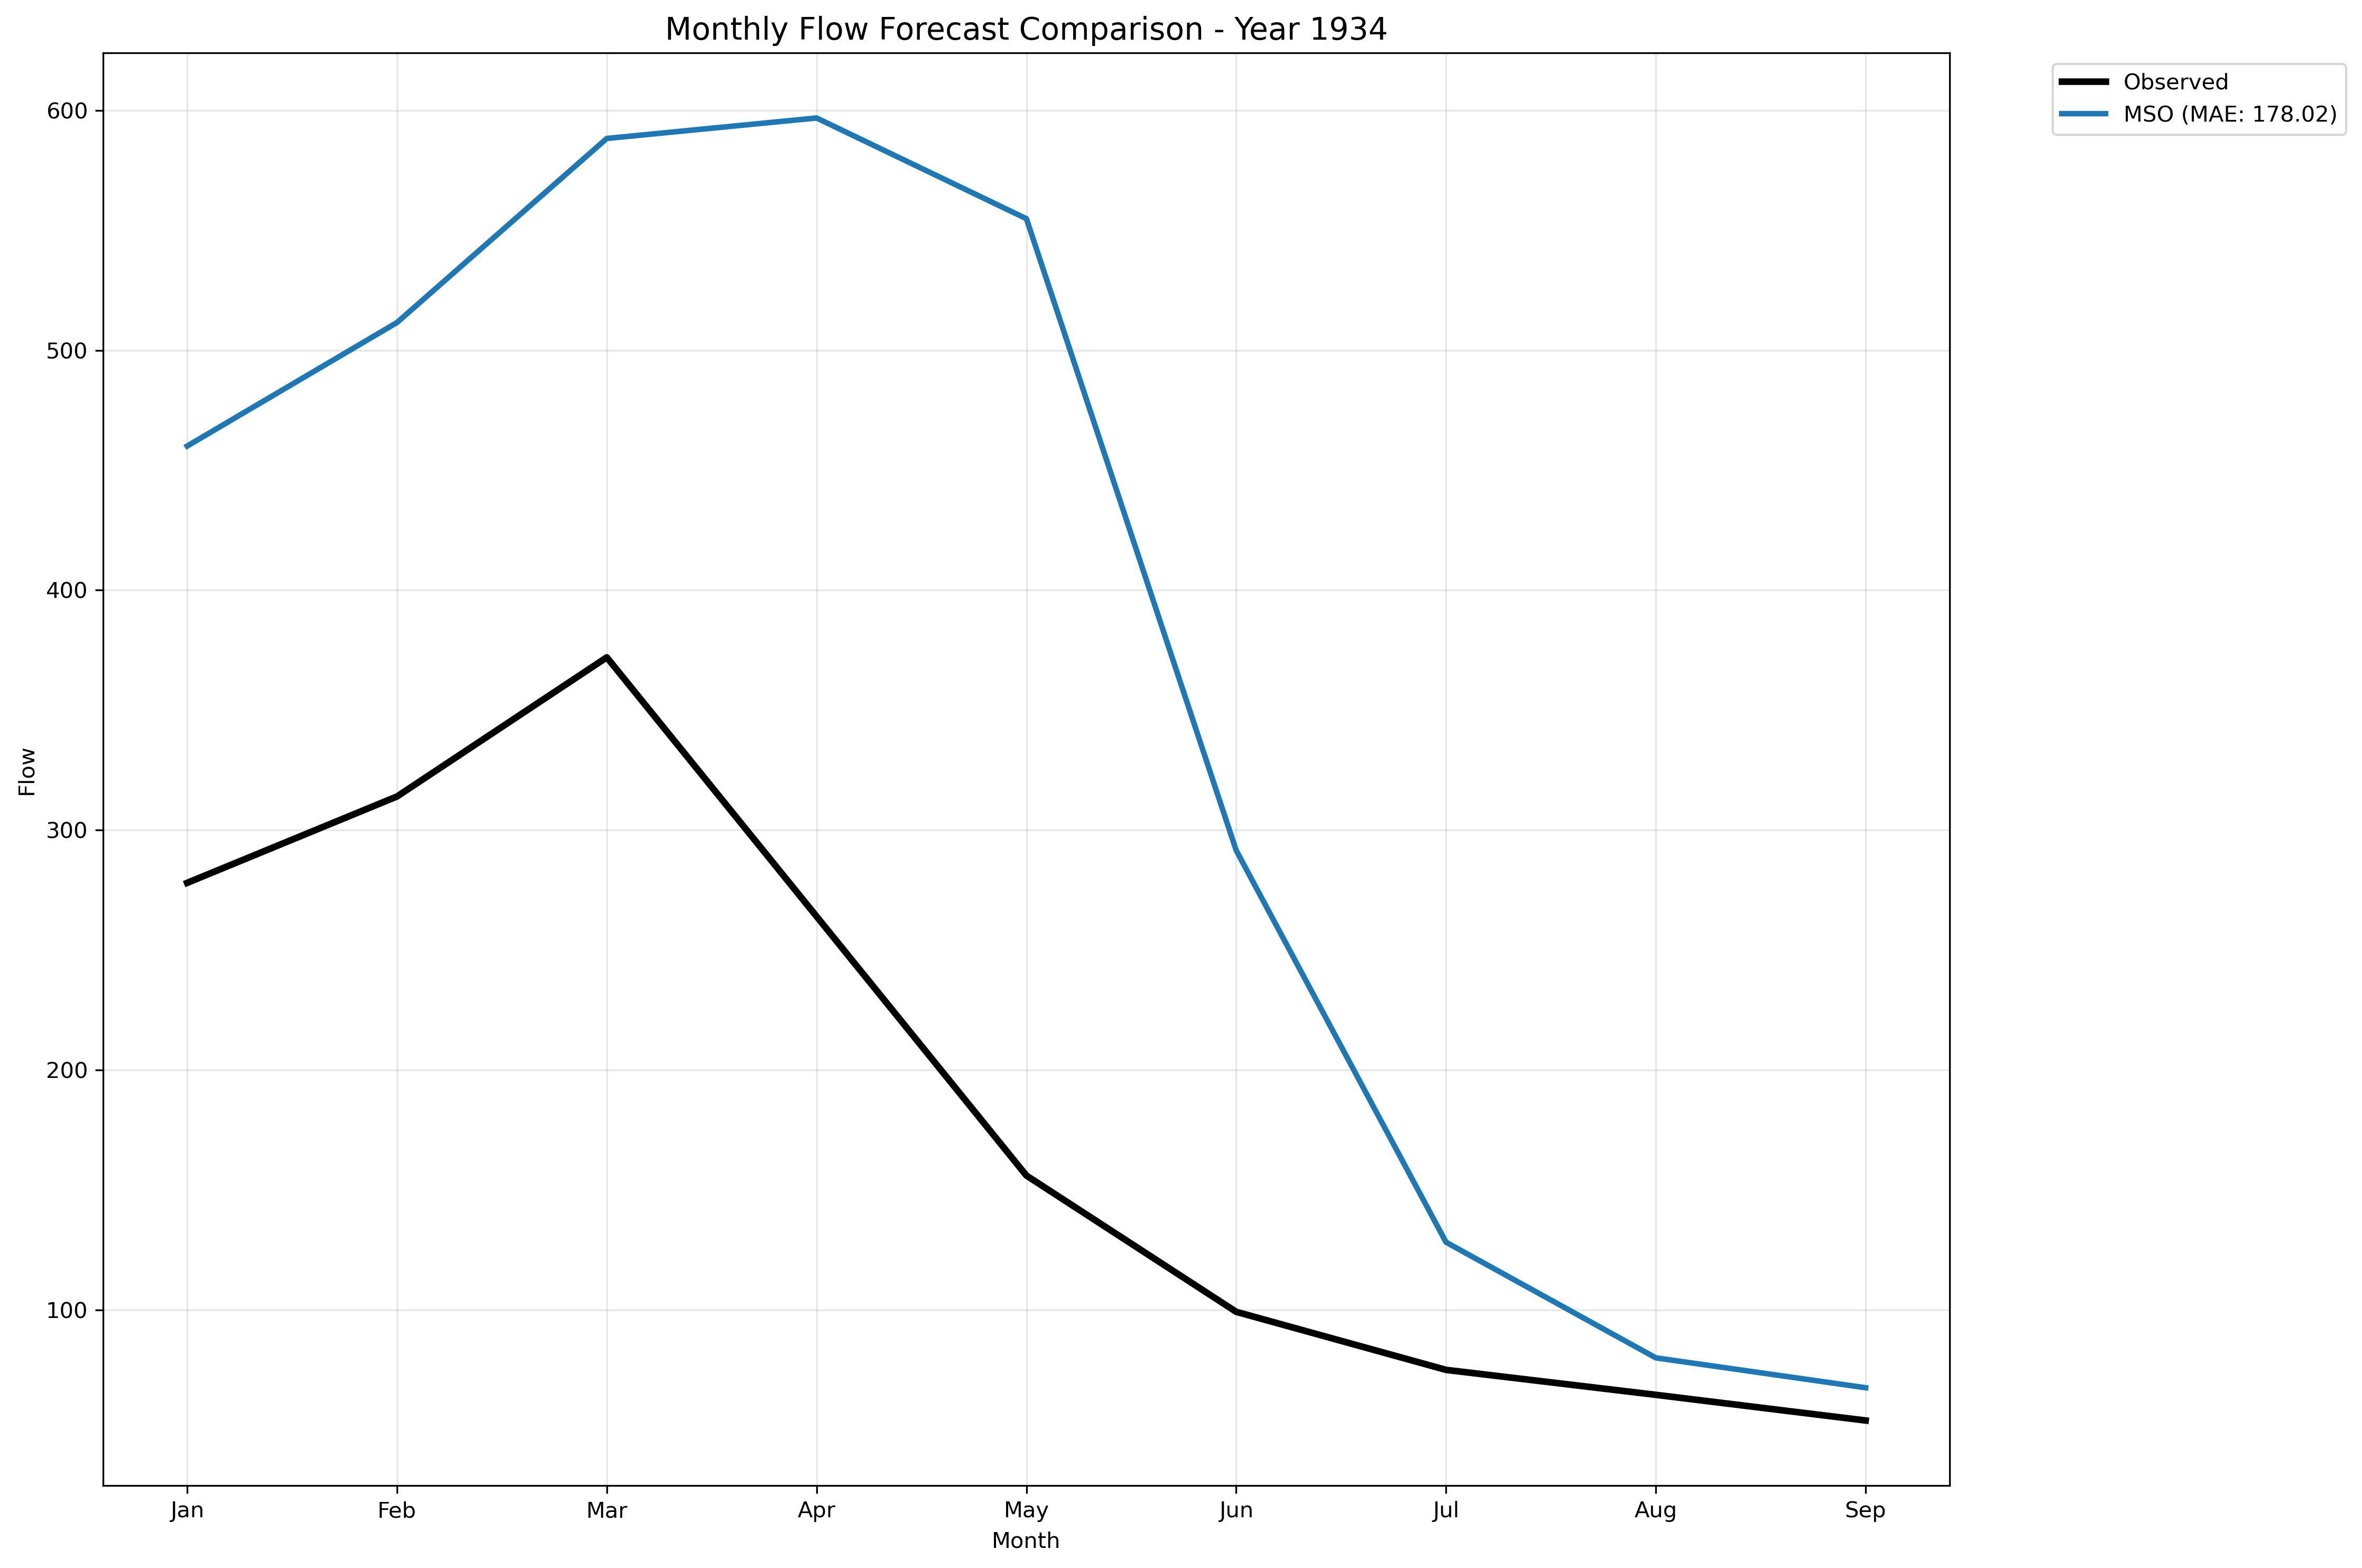 Monthly Flow Forecast Comparison - Year 1934
Observed
MSO (MAE: 178.02)
600
500
400
300
200
100
Flow
Jan Feb Mar Apr May Jun Jul Aug Sep
Month